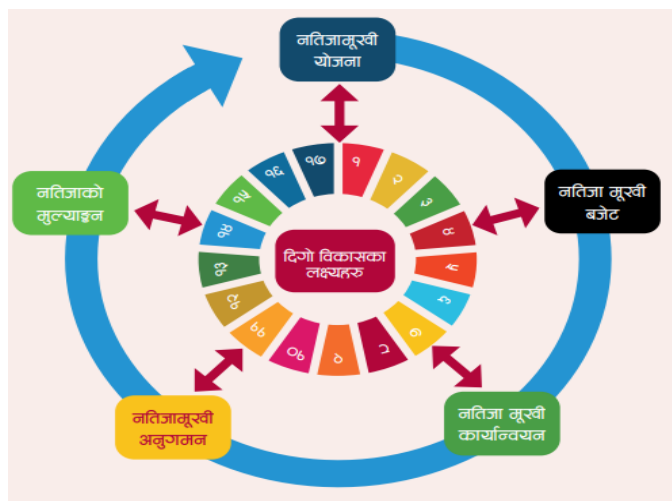 नतिजामूखी
योजना
नतिजा मूखी
बजेट
नतिजा मूखी
कार्यान्वयन
नतिजामूखी
अनुगमन
नतिजाको
मुल्याङ्कन
दिगो विकासका
लक्ष्यहरु
१
२
३
४
५
६
७
८
९
१०
११
१२
१३
१४
१५
१६
१७